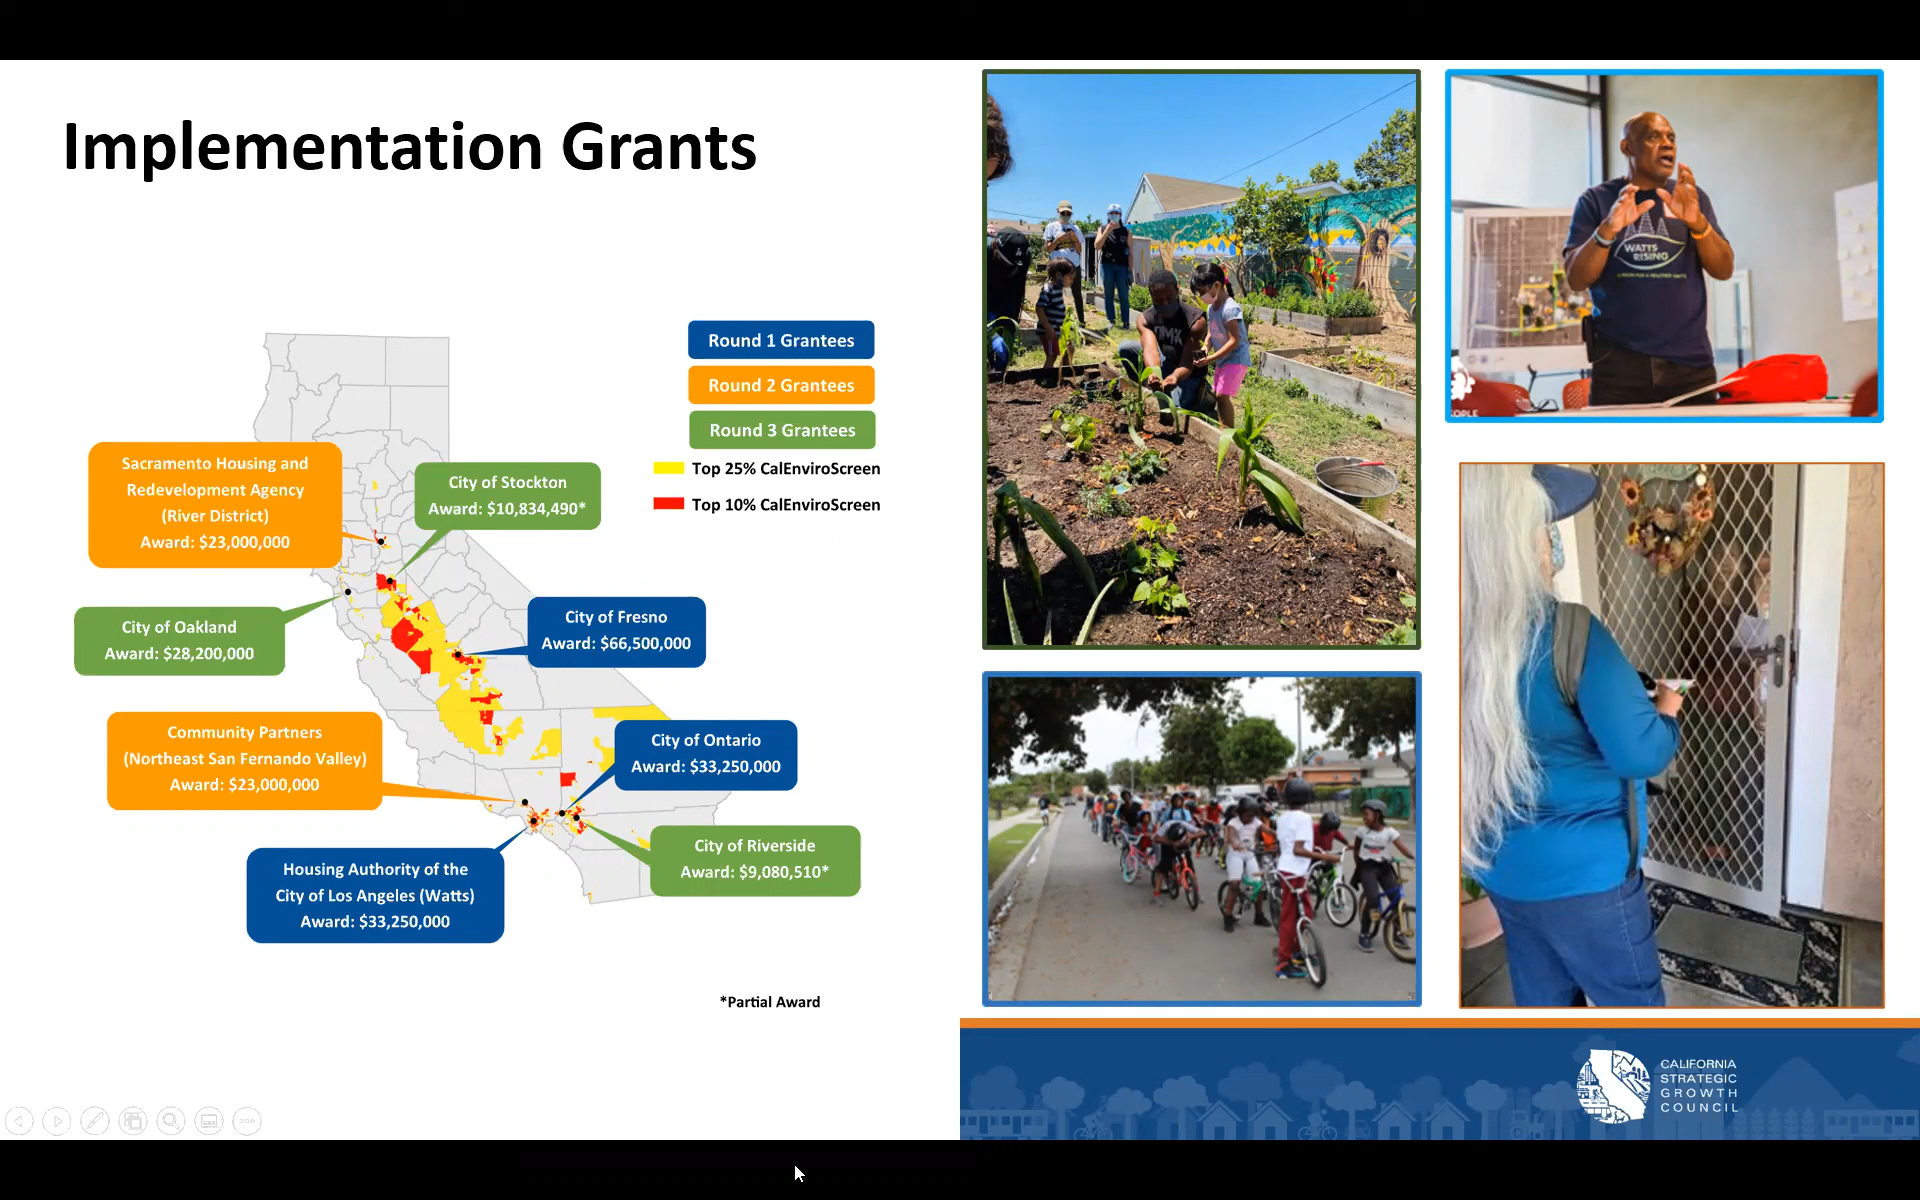 Implementation Grants
Round 1 Grantees
Round 2 Grantees
Round 3 Grantees
Top 25% CalEnviroScreen
Top 10% CalEnviroScreen
Sacramento Housing and
Redevelopment Agency
(River District)
Award: $23,000,000
City of Stockton
Award: $10,834,490*
City of Oakland
Award: $28,200,000
City of Fresno
Award: $66,500,000
Community Partners
(Northeast San Fernando Valley)
Award: $23,000,000
City of Ontario
Award: $33,250,000
City of Riverside
Award: $9,080,510*
Housing Authority of the
City of Los Angeles (Watts)
Award: $33,250,000
*Partial Award
WATTS
RISING
CALIFORNIA
STRATEGIC
GROWTH
COUNCIL